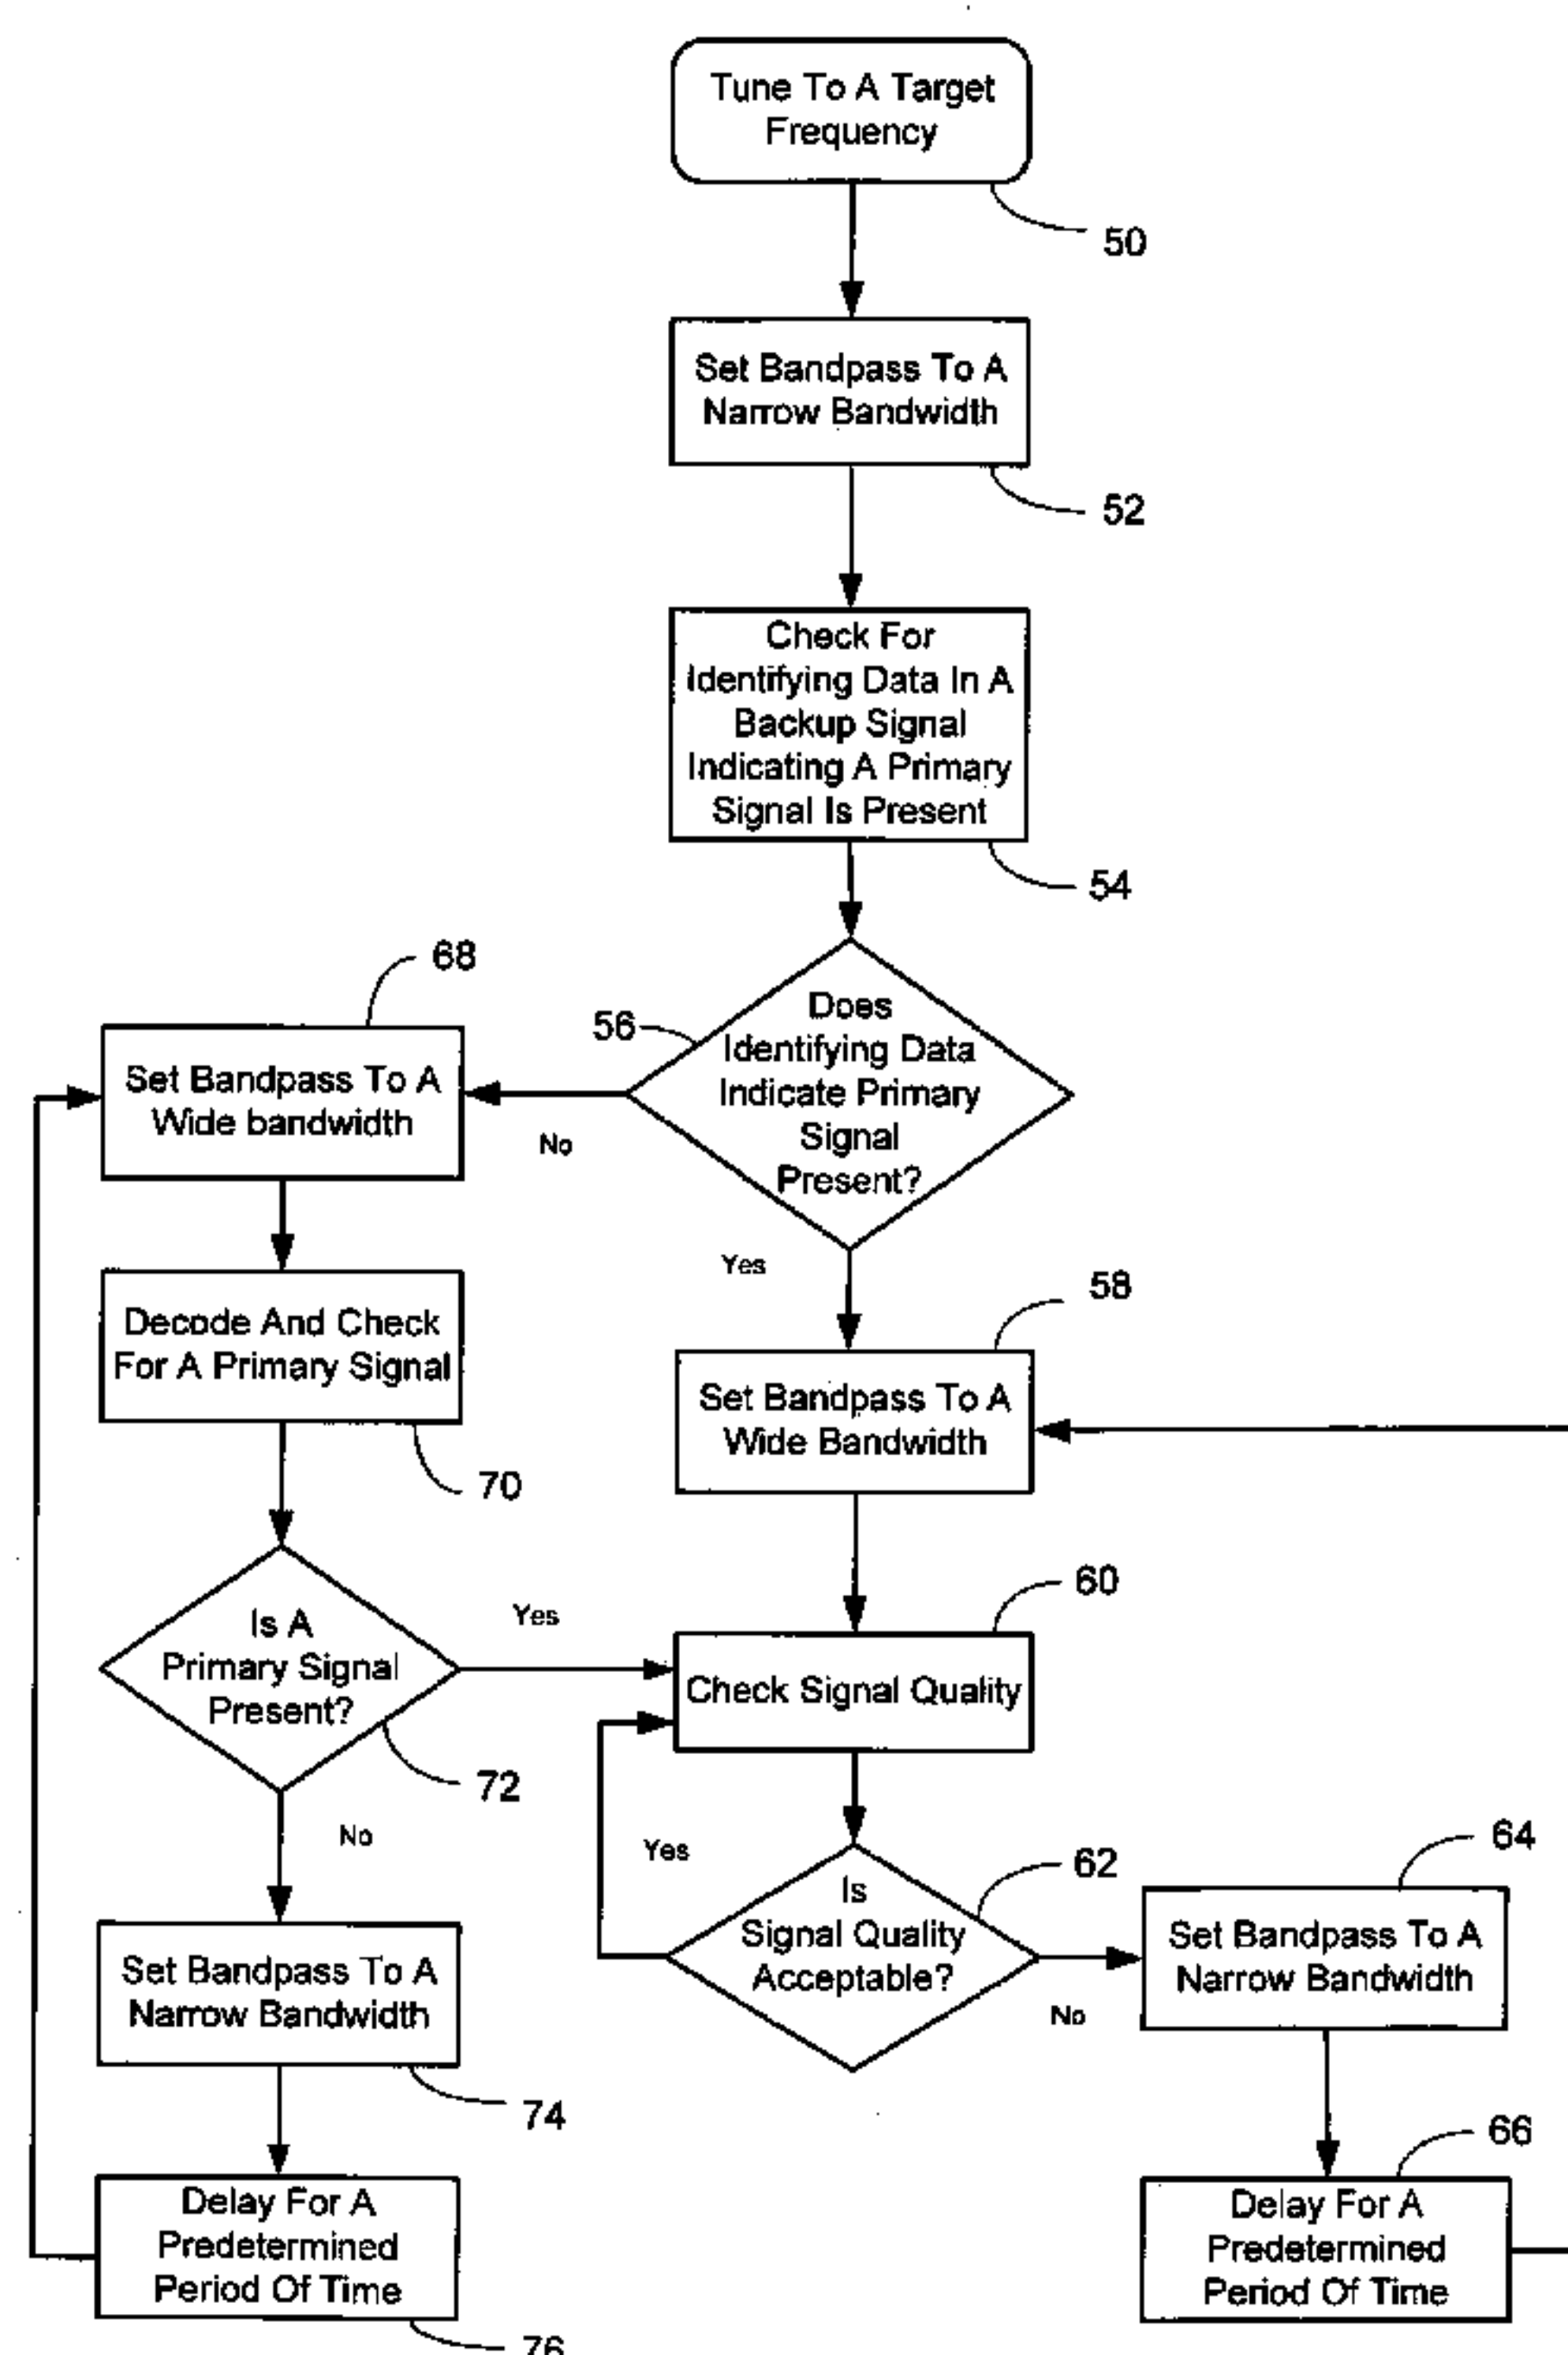 Tune To A Target
Frequency
50
Set Bandpass To A
Narrow Bandwidth
52
Check For
Identifying Data In A
Backup Signal
Indicating A Primary
Signal Is Present
54
68
56
Does
Identifying Data
Indicate Primary
Signal
Present?
Set Bandpass To A
Wide bandwidth
No
Yes
58
Decode And Check
For A Primary Signal
70
Set Bandpass To A
Wide Bandwidth
60
Is A
Primary Signal
Present?
Yes
72
Check Signal Quality
No
Yes
62
64
Is
Signal Quality
Acceptable?
No
Set Bandpass To A
Narrow Bandwidth
Set Bandpass To A
Narrow Bandwidth
74
66
Delay For A
Predetermined
Period Of Time
76
Delay For A
Predetermined
Period Of Time